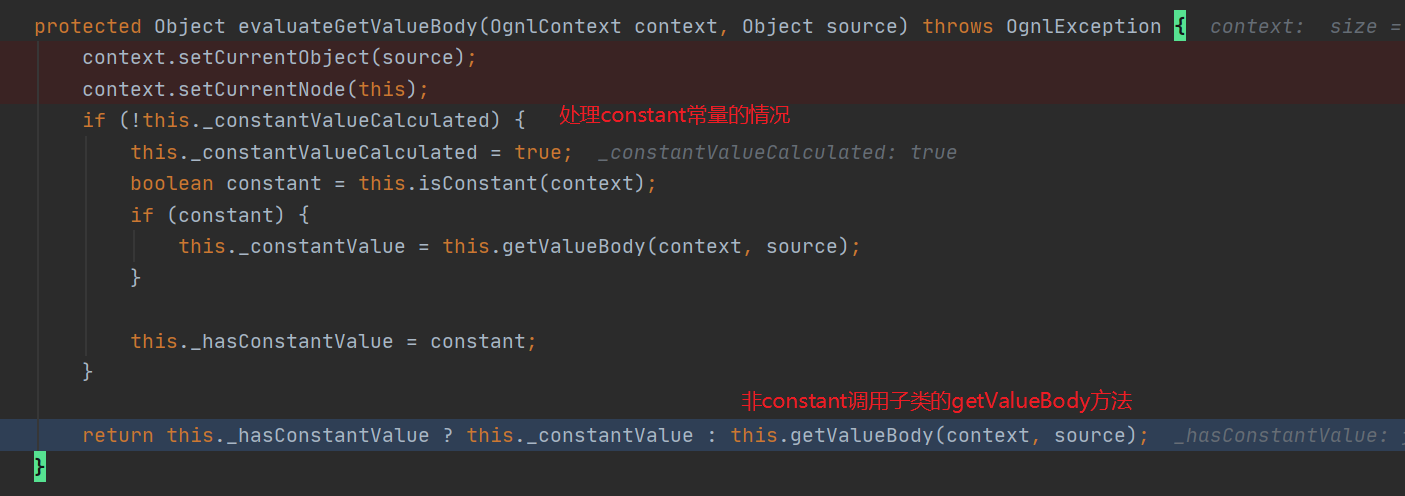 protected Object evaluateGetValueBody(OgnlContext context, Object source) throws OgnlException { context: size =
context.setCurrentObject(source);
context.setCurrentNode(this);
if (!this._constantValueCalculated) { 处理constant常量的情况
this._constantValueCalculated = true; _constantValueCalculated: true
boolean constant = this.isConstant(context);
if (constant) {
this._constantValue = this.getValueBody(context, source);
}
this._hasConstantValue = constant;
}
非constant调用子类的getValueBody方法
return this._hasConstantValue ? this._constantValue : this.getValueBody(context, source); _hasConstantValue:
}